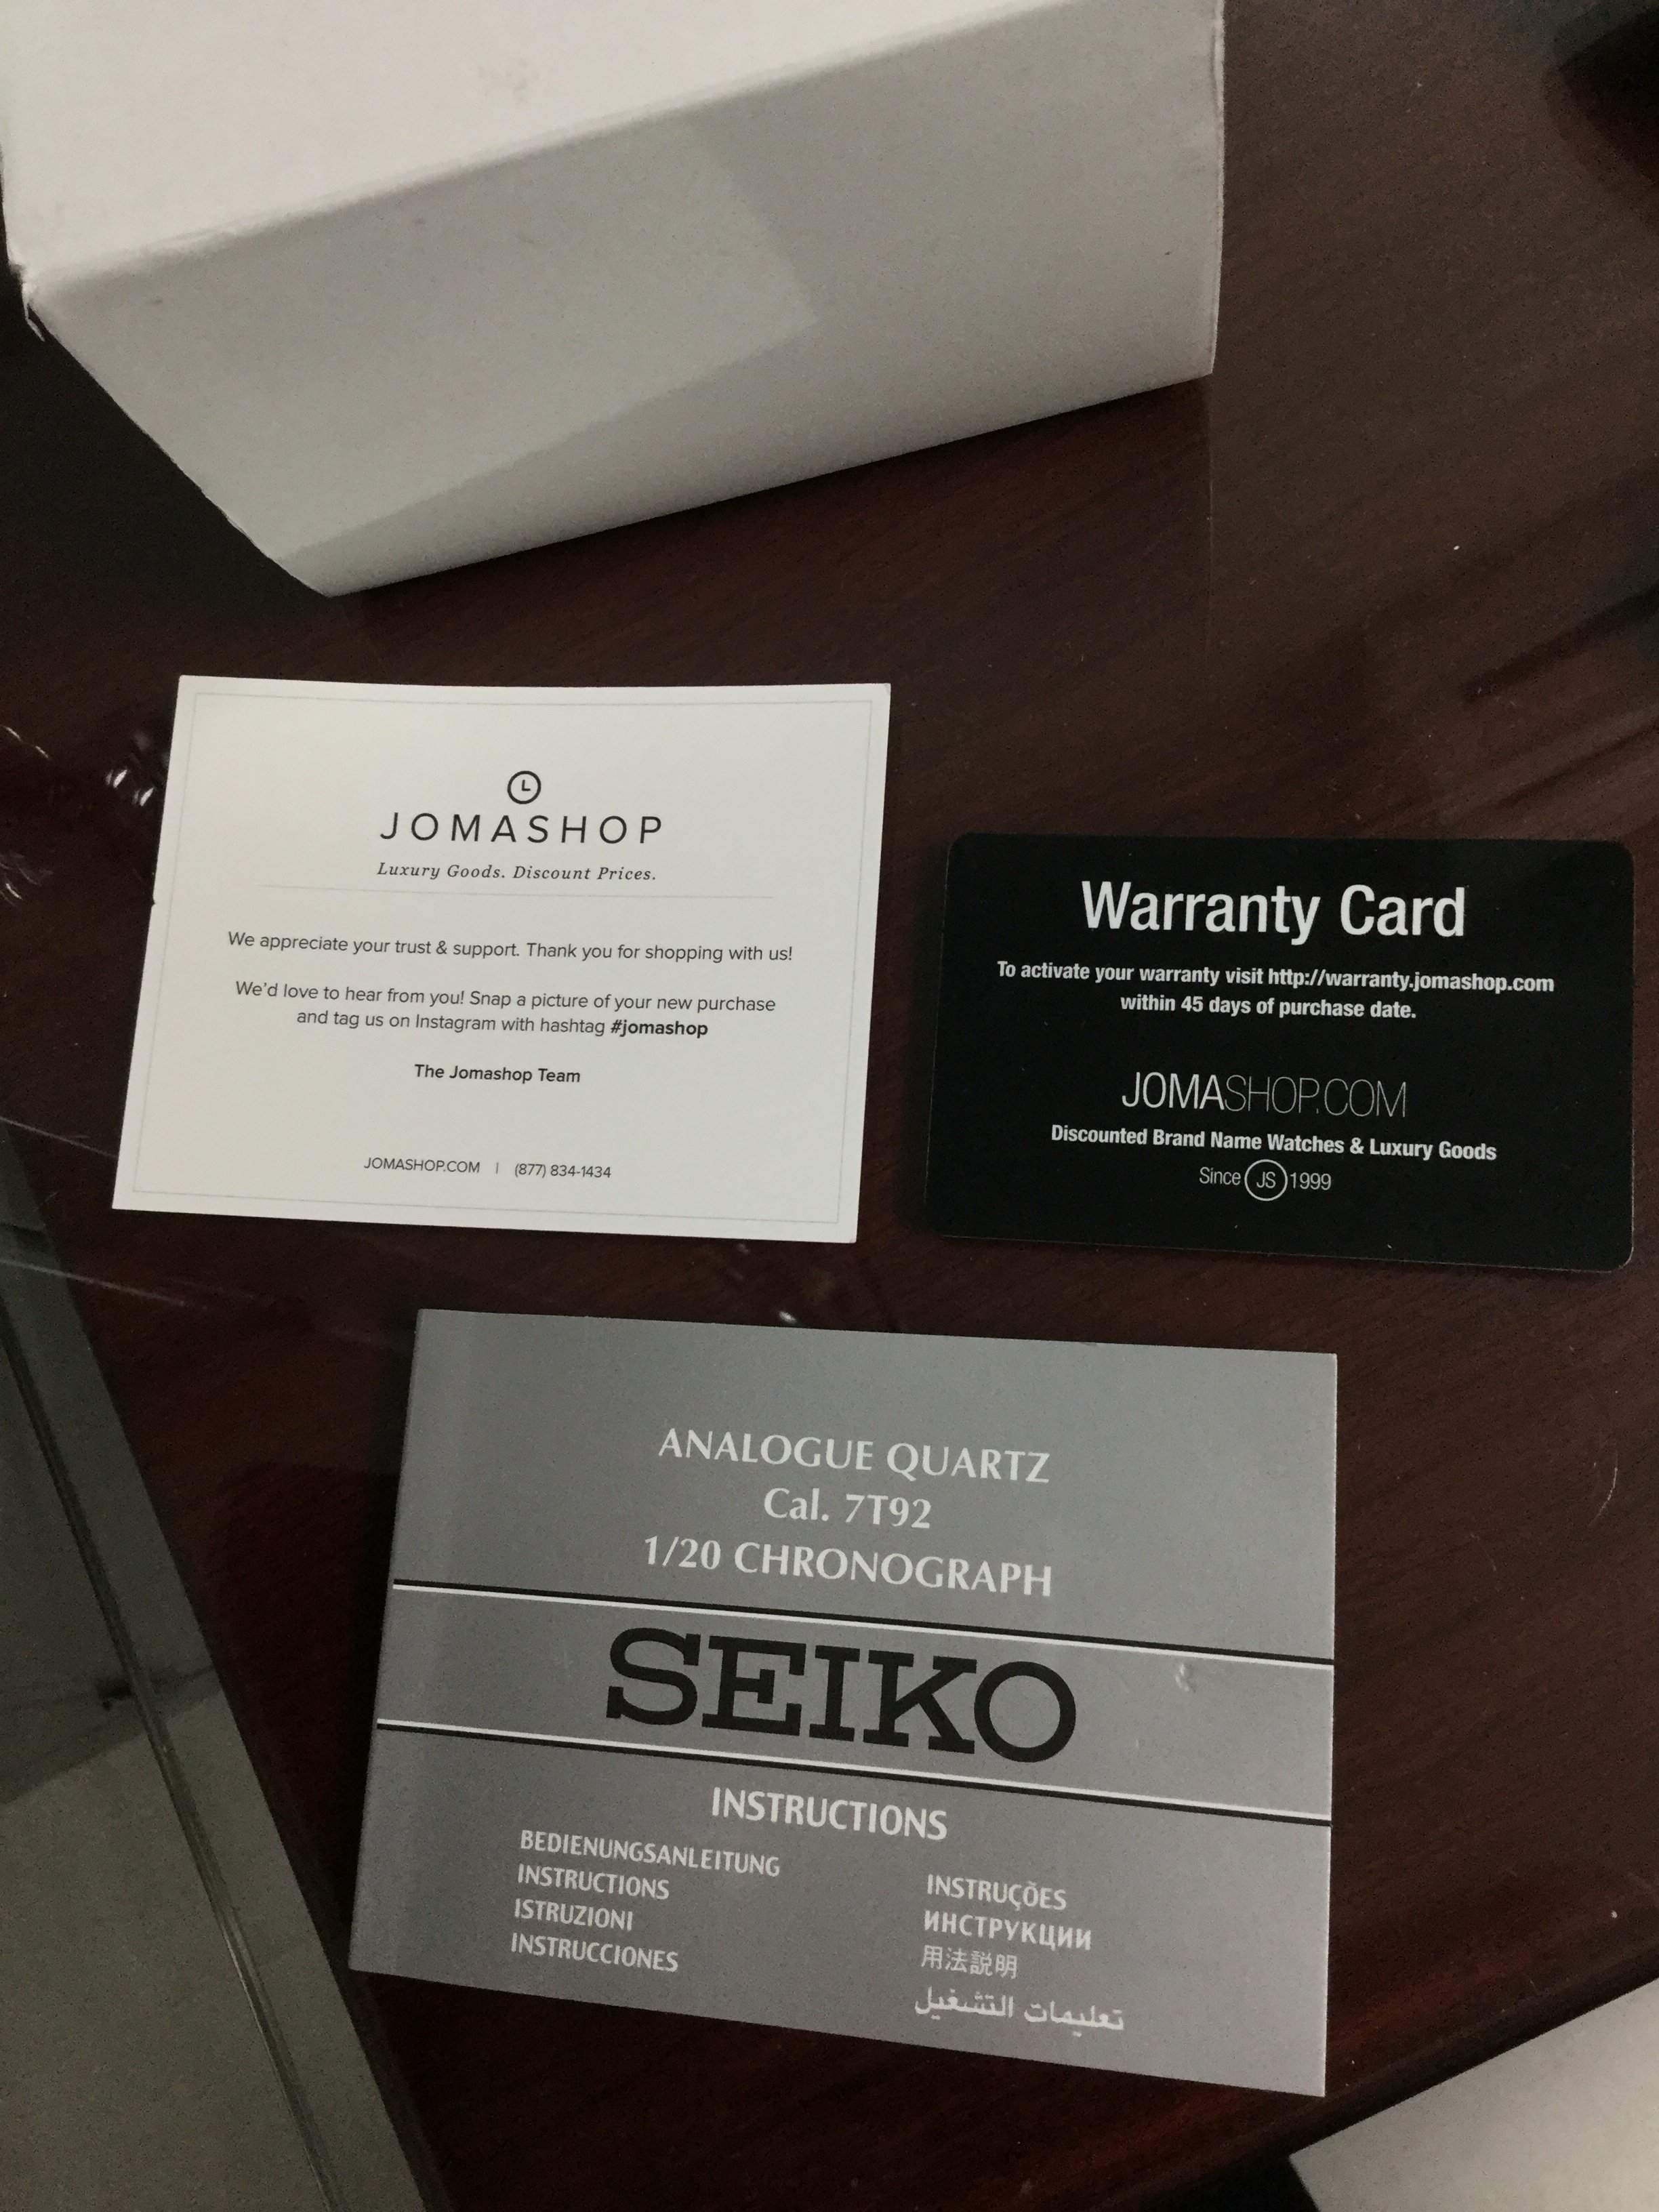 JOMASHOP
Luxury Goods. Discount Prices.
We appreciate your trust & support. Thank you for shopping with us!
We'd love to hear from you! Snap a picture of your new purchase
and tag us on Instagram with hashtag #jomashop
The Jomashop Team
JOMASHOP.COM | (877) 834-1434
Warranty Card
To activate your warranty visit http://warranty.jomashop.com
within 45 days of purchase date.
JOMASHOP.COM
Discounted Brand Name Watches & Luxury Goods
Since JS 1999
ANALOGUE QUARTZ
Cal. 7T92
1/20 CHRONOGRAPH
SEIKO
INSTRUCTIONS
BEDIENUNGSANLEITUNG
INSTRUCTIONS
ISTRUZIONI
INSTRUCCIONES
INSTRUÇÕES
ИНСТРУКЦИИ
用法説明
تعليمات التشغيل